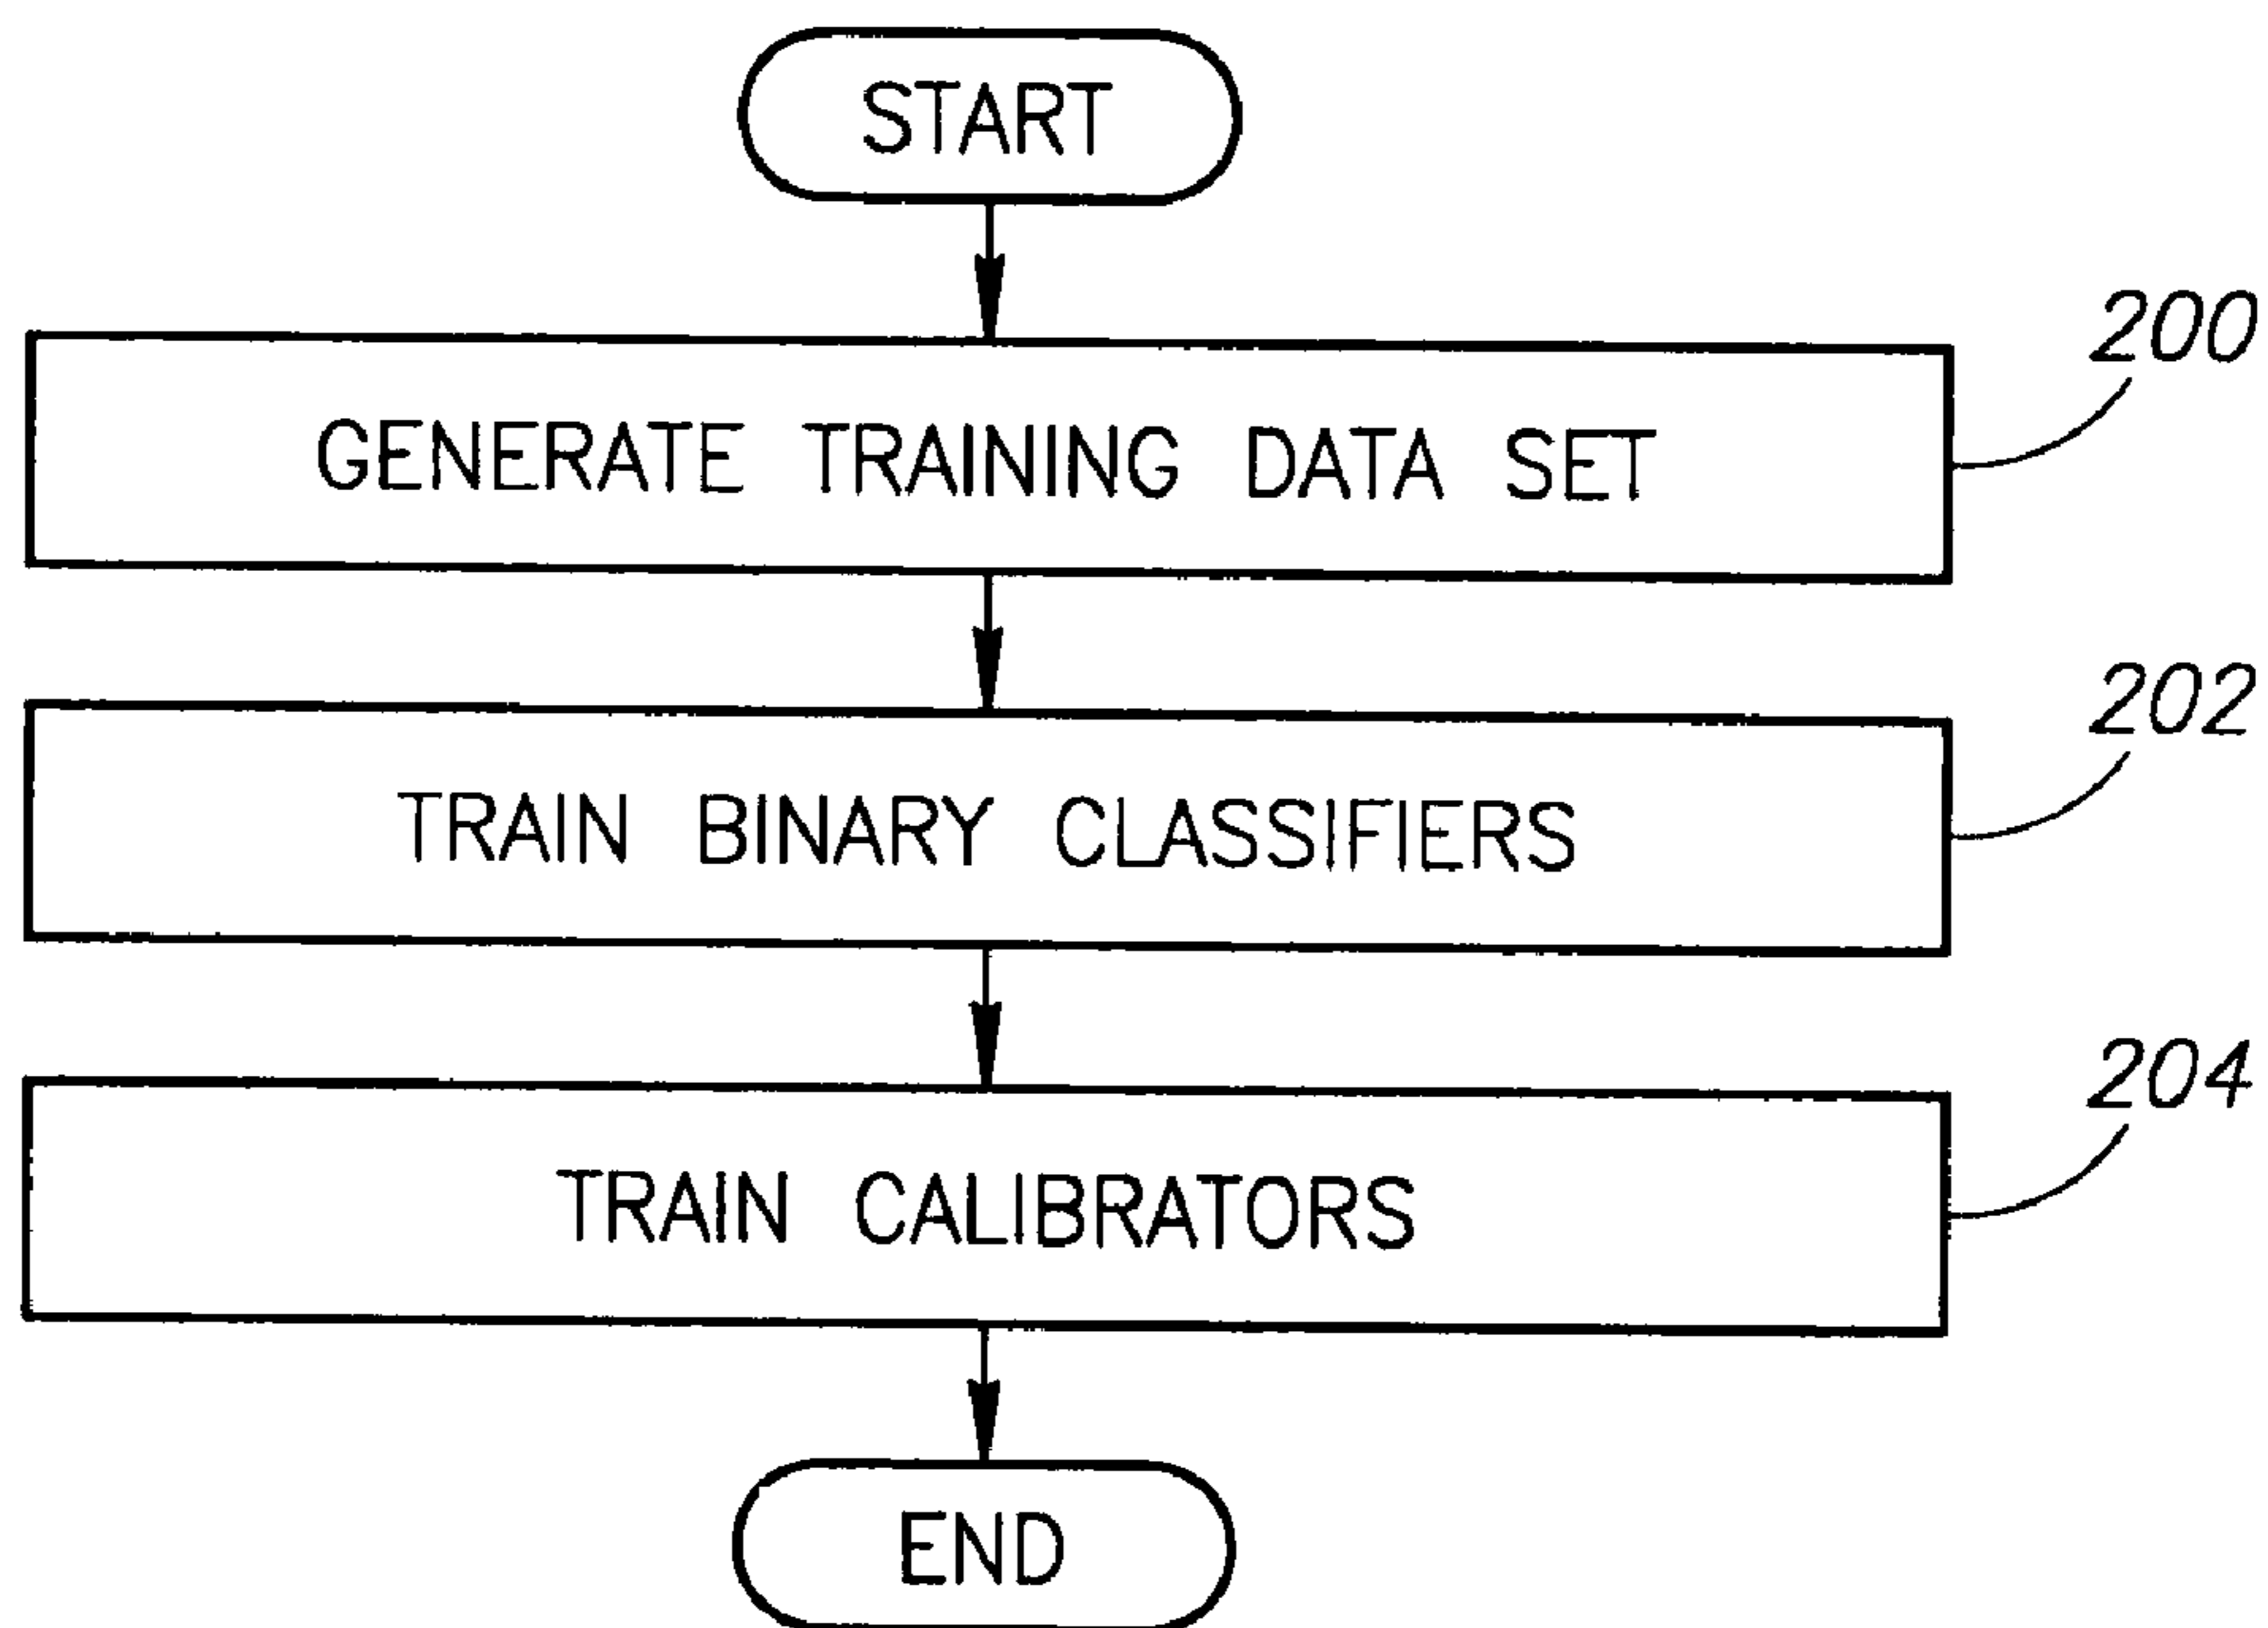 START
200
GENERATE TRAINING DATA SET
202
TRAIN BINARY CLASSIFIERS
204
TRAIN CALIBRATORS
END